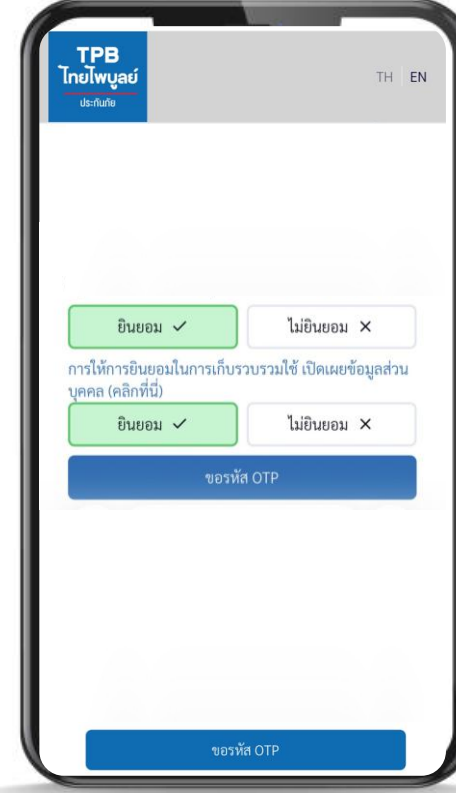 TPB
ไทยไพบูลย์
ประกันภัย
TH EN
ยินยอม ไม่ยินยอม
การให้การยินยอมในการเก็บรวบรวมใช้ เปิดเผยข้อมูลส่วน
บุคคล (คลิกที่นี่)
ยินยอม ไม่ยินยอม
ขอรหัส OTP
ขอรหัส OTP